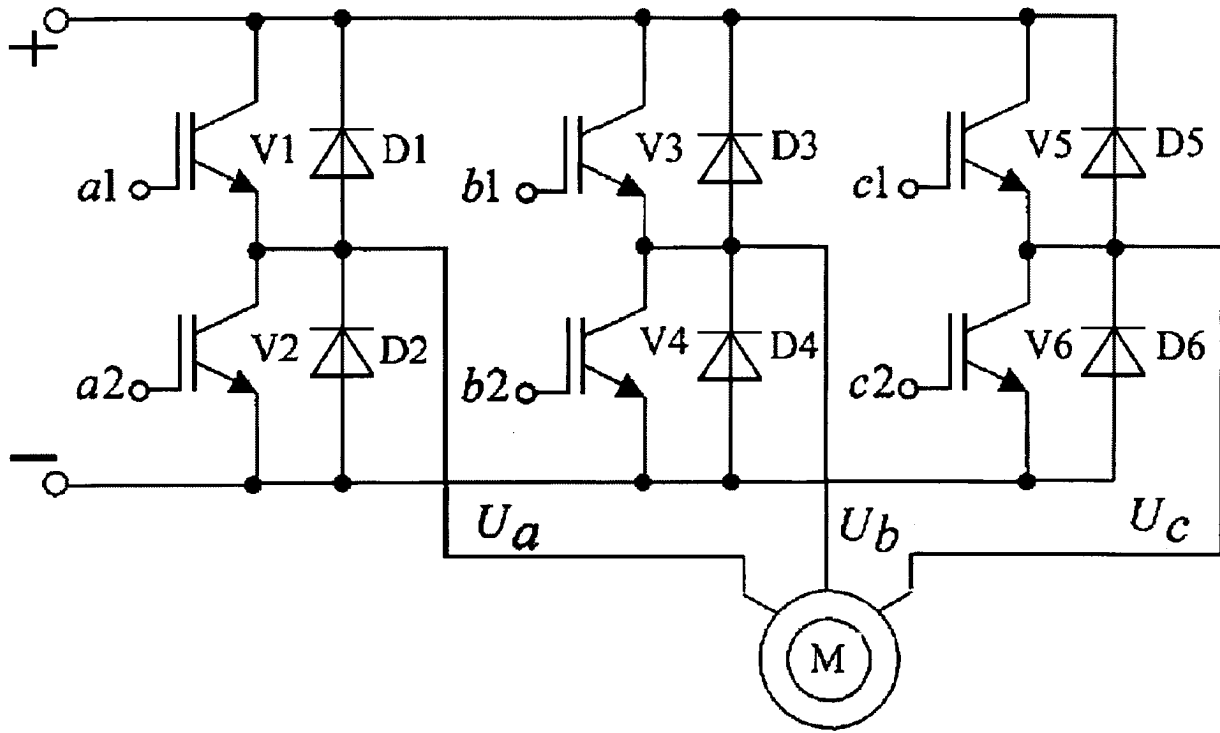 +
V1 D1 V3 D3 V5 D5
a1 b1 c1
V2 D2 V4 D4 V6 D6
a2 b2 c2
−
Ua Ub Uc
M